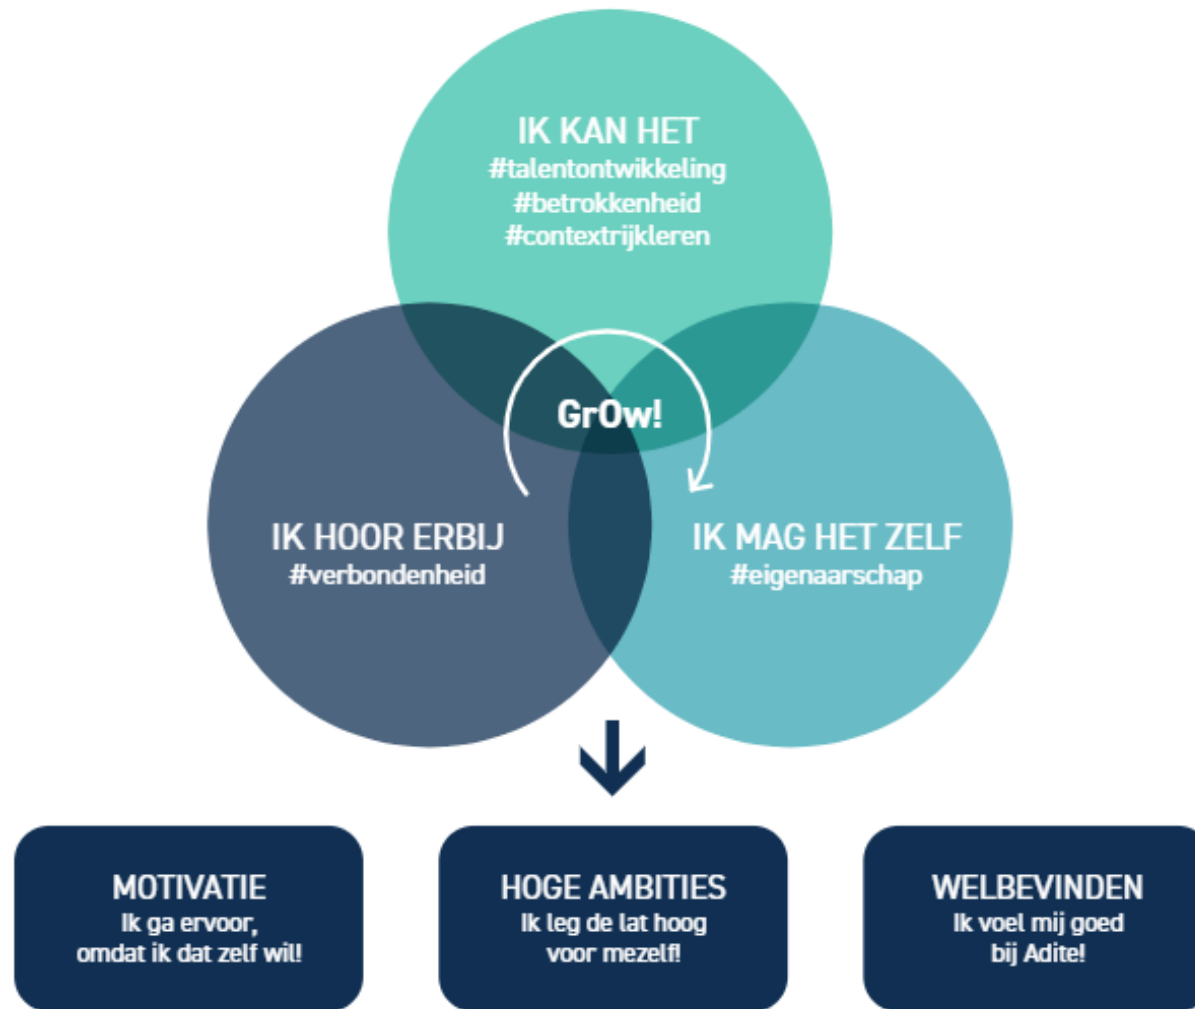 IK KAN HET
#talentontwikkeling
#betrokkenheid
#contextrijkleren
GrOw!
IK HOOR ERBIJ
#verbondenheid
IK MAG HET ZELF
#eigenaarschap
MOTIVATIE
Ik ga ervoor,
omdat ik dat zelf wil!
HOGE AMBITIES
Ik leg de lat hoog
voor mezelf!
WELBEVINDEN
Ik voel mij goed
bij Adite!